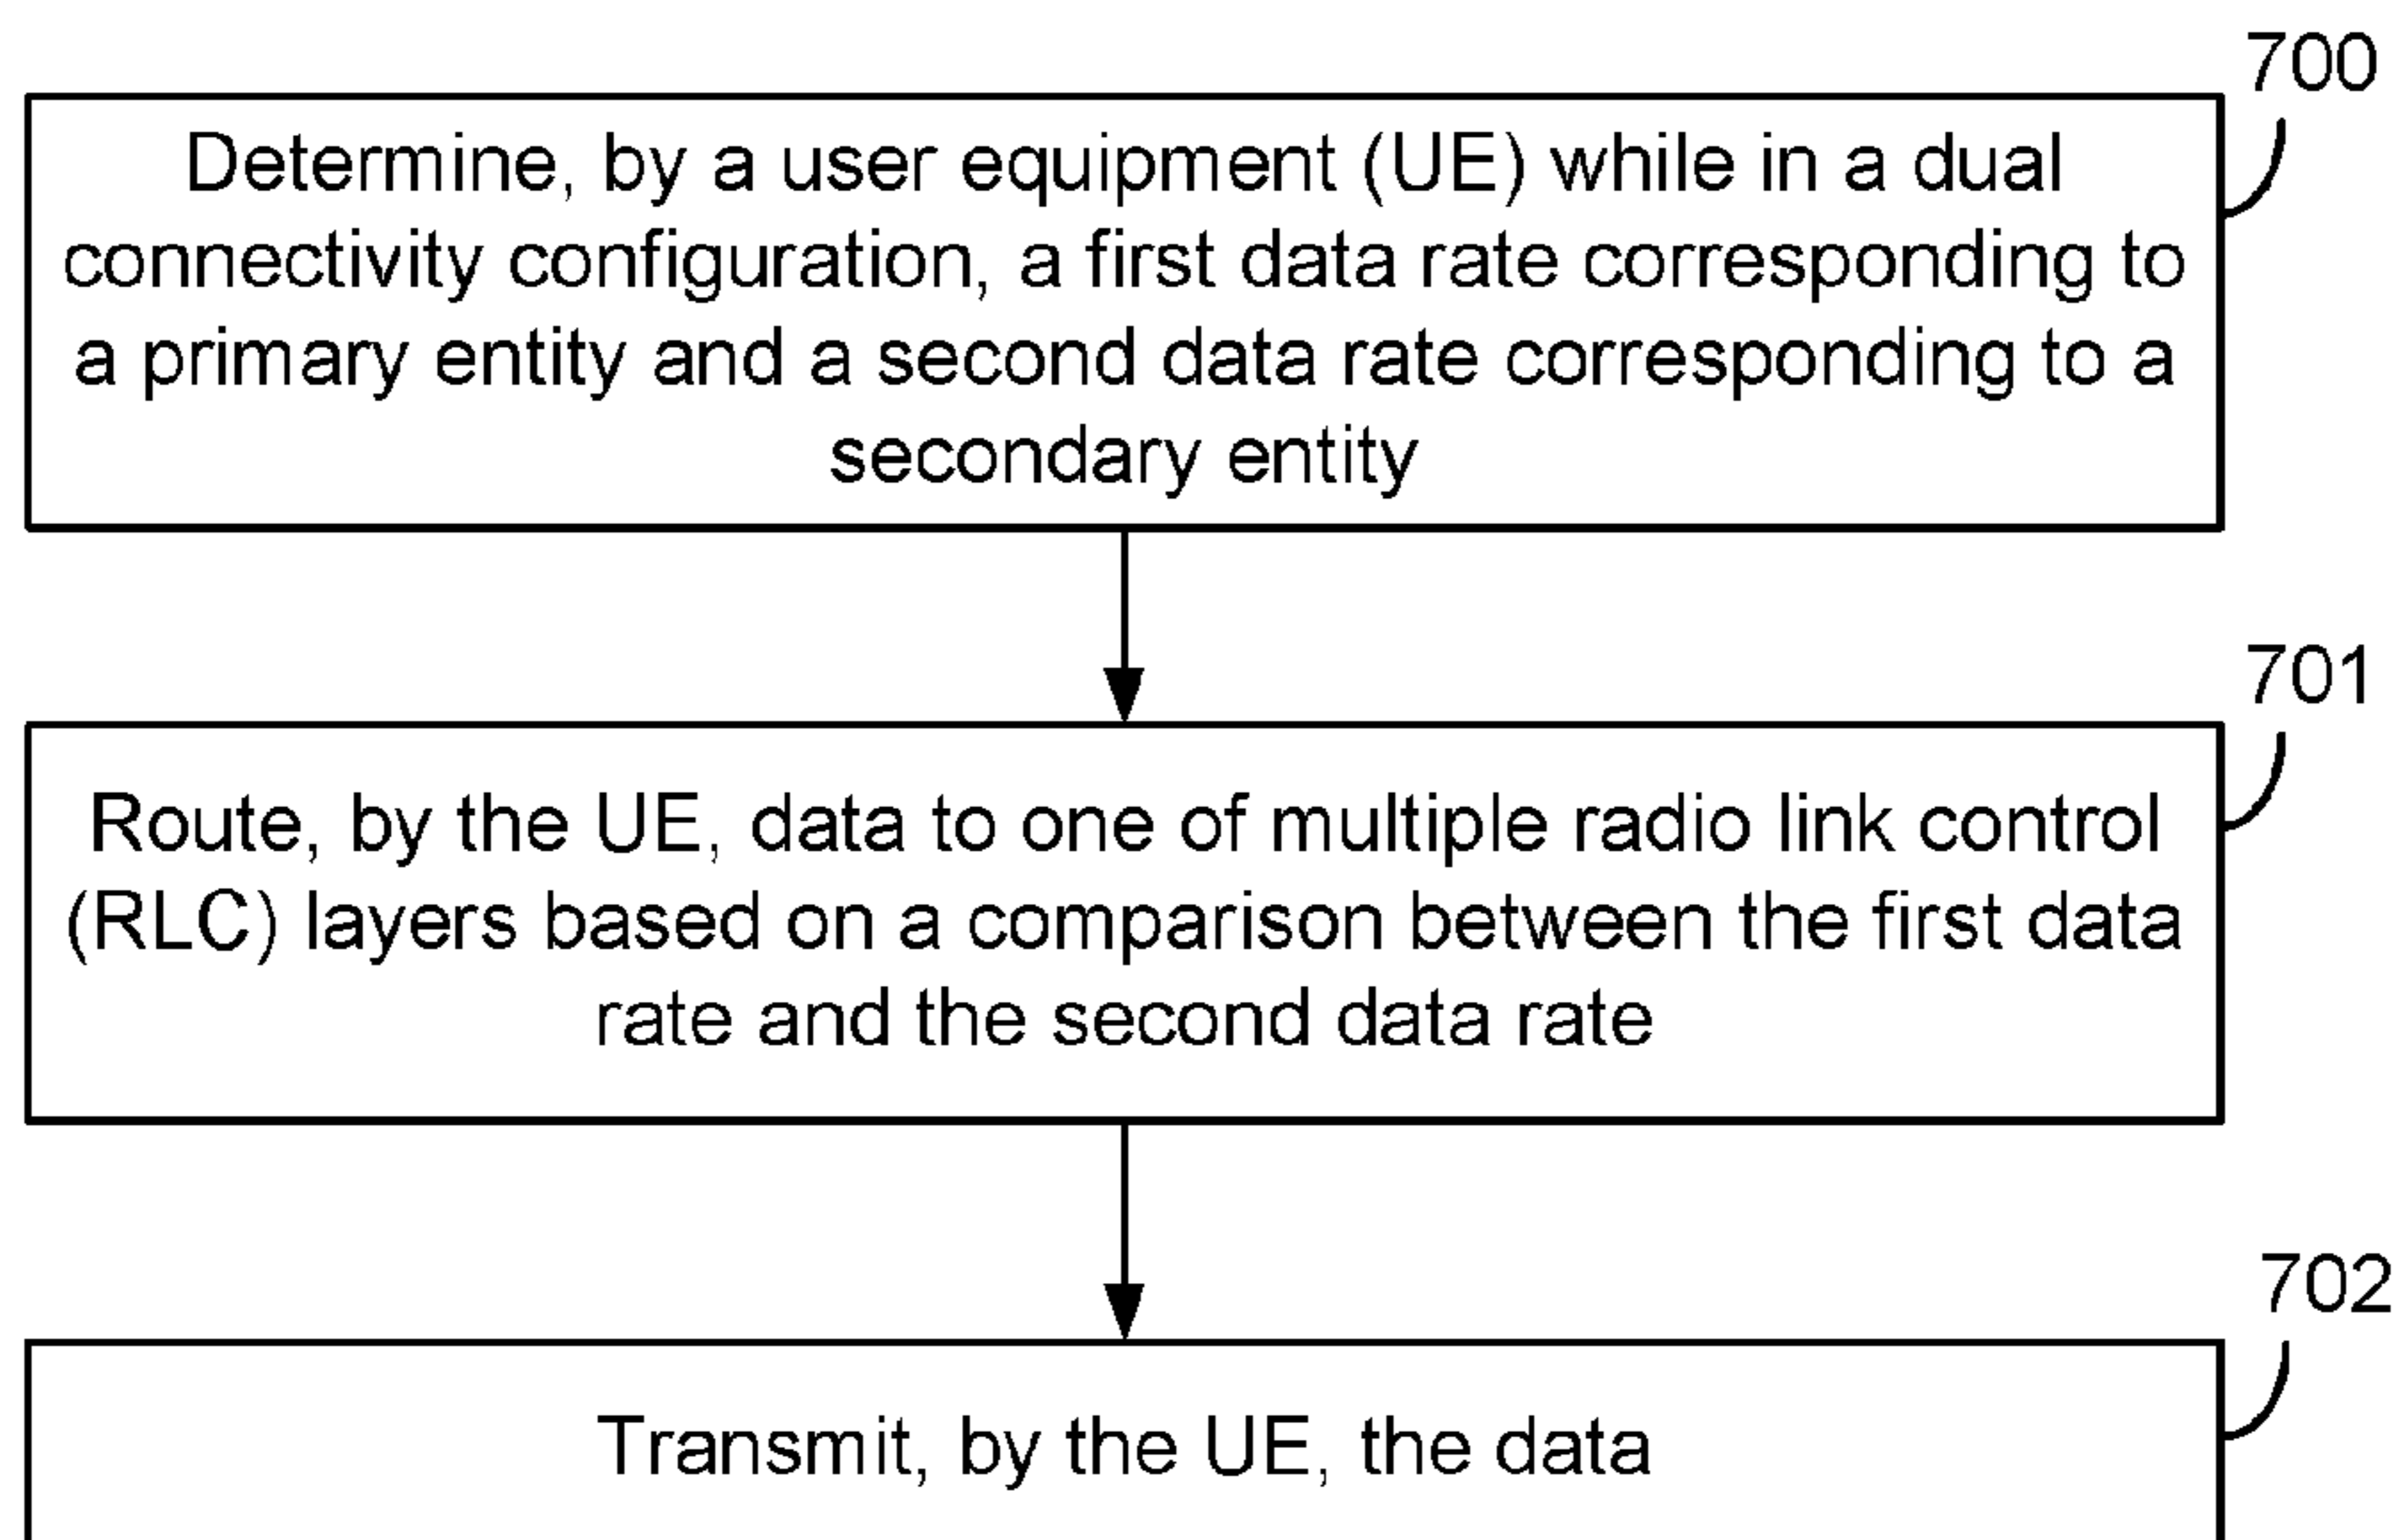 700
Determine, by a user equipment (UE) while in a dual
connectivity configuration, a first data rate corresponding to
a primary entity and a second data rate corresponding to a
secondary entity
701
Route, by the UE, data to one of multiple radio link control
(RLC) layers based on a comparison between the first data
rate and the second data rate
702
Transmit, by the UE, the data